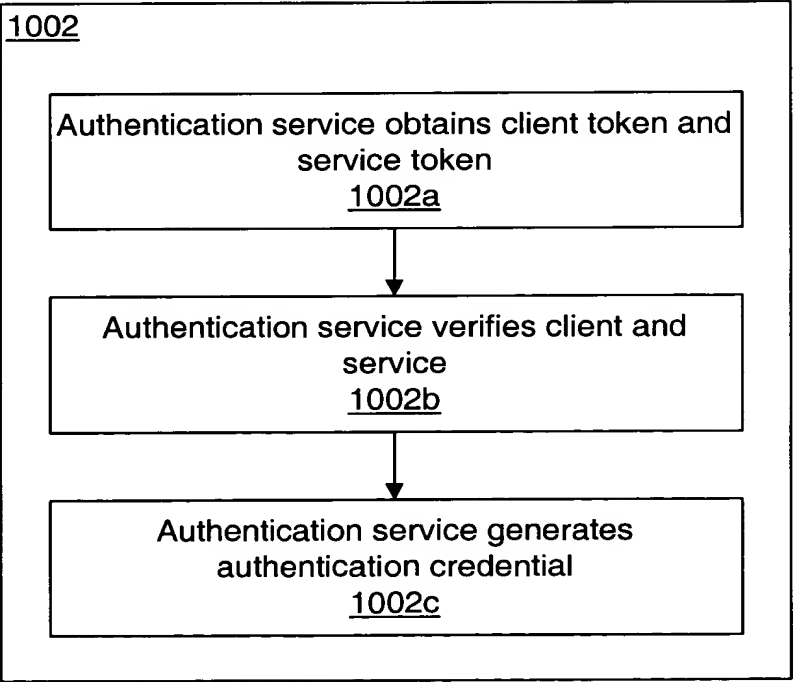 1002
Authentication service obtains client token and
service token
1002a
Authentication service verifies client and
service
1002b
Authentication service generates
authentication credential
1002c